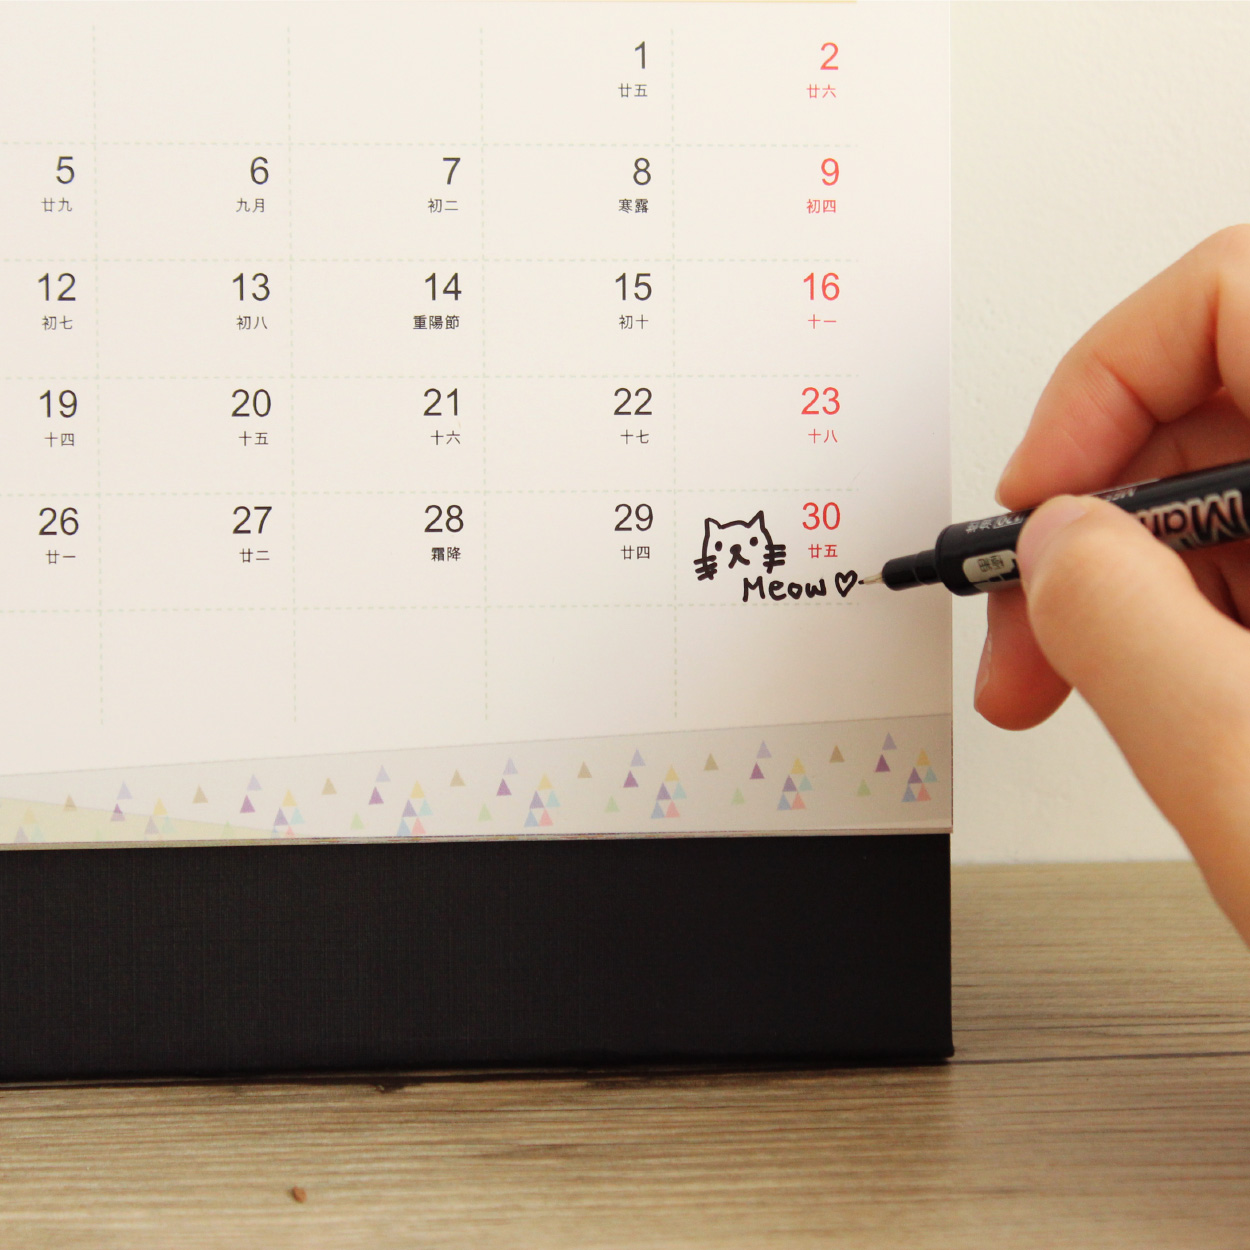 1 2
廿五 廿六
5 6 7 8 9
廿九 九月 初二 寒露 初四
12 13 14 15 16
初七 初八 重陽節 初十 十一
19 20 21 22 23
十四 十五 十六 十七 十八
26 27 28 29 30
廿一 廿二 霜降 廿四 廿五
Meow♡